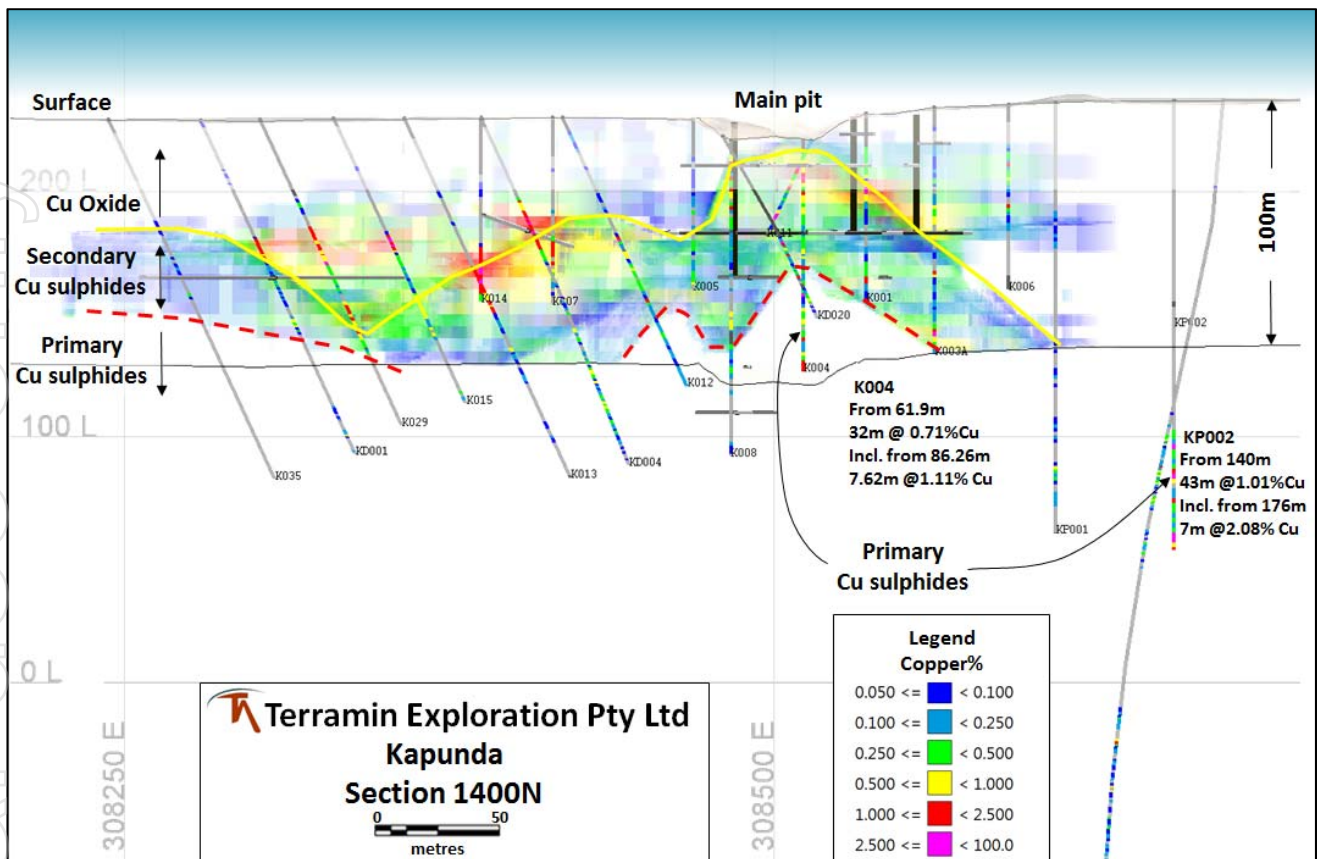 Surface
Main pit
200 L
Cu Oxide
100m
Secondary
Cu sulphides
K011
K005
K014
K007
K001
K006
KD020
KP002
Primary
Cu sulphides
K003A
K004
K012
K015
K029
K004
From 61.9m
32m @ 0.71%Cu
Incl. from 86.26m
7.62m @1.11% Cu
100 L
KP002
From 140m
43m @1.01%Cu
Incl. from 176m
7m @2.08% Cu
KD001
K008
KD004
K035
K013
KP001
Primary
Cu sulphides
0 L
Legend
Copper%
0.050 <= < 0.100
0.100 <= < 0.250
0.250 <= < 0.500
0.500 <= < 1.000
1.000 <= < 2.500
2.500 <= < 100.0
Terramin Exploration Pty Ltd
Kapunda
Section 1400N
0 50
metres
308250 E
308500 E